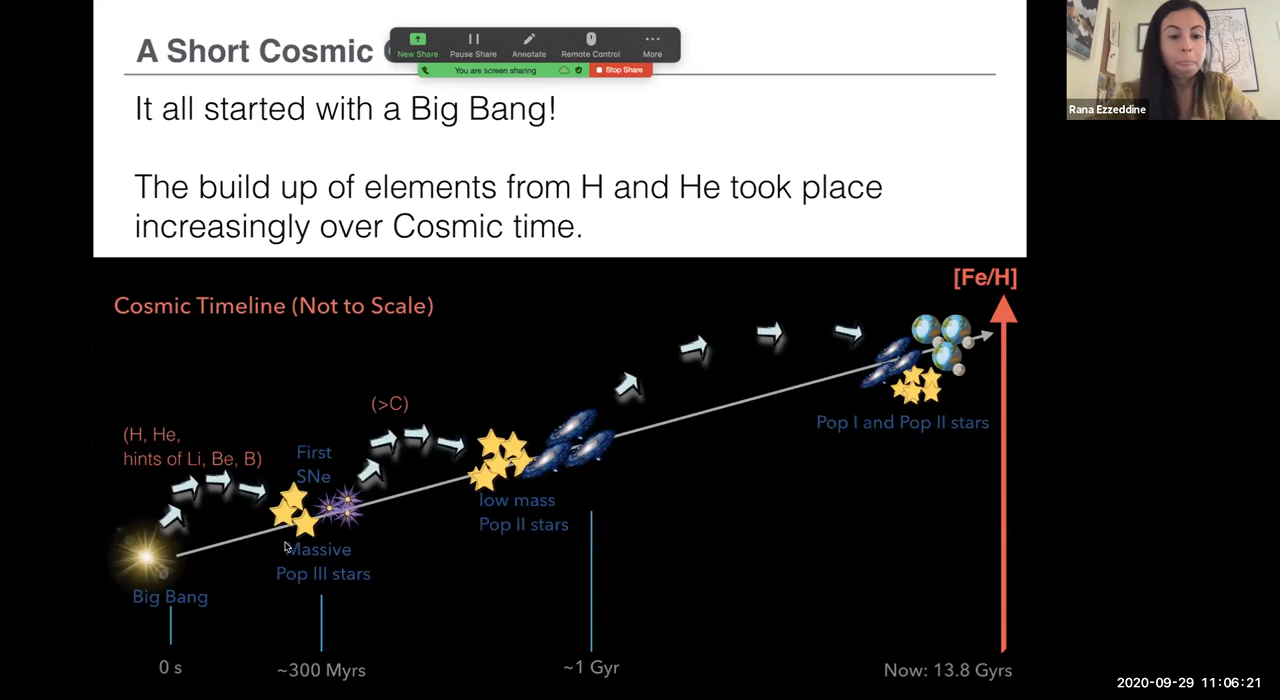 A Short Cosmic
New Share
Pause Share
Annotate
Remote Control
More
You are screen sharing
Stop Share
Rana Ezzeddine
It all started with a Big Bang!
The build up of elements from H and He took place
increasingly over Cosmic time.
[Fe/H]
Cosmic Timeline (Not to Scale)
(>C)
(H, He,
hints of Li, Be, B)
First
SNe
Pop I and Pop II stars
low mass
Pop II stars
Massive
Pop III stars
Big Bang
0 s
~300 Myrs
~1 Gyr
Now: 13.8 Gyrs
2020-09-29 11:06:21